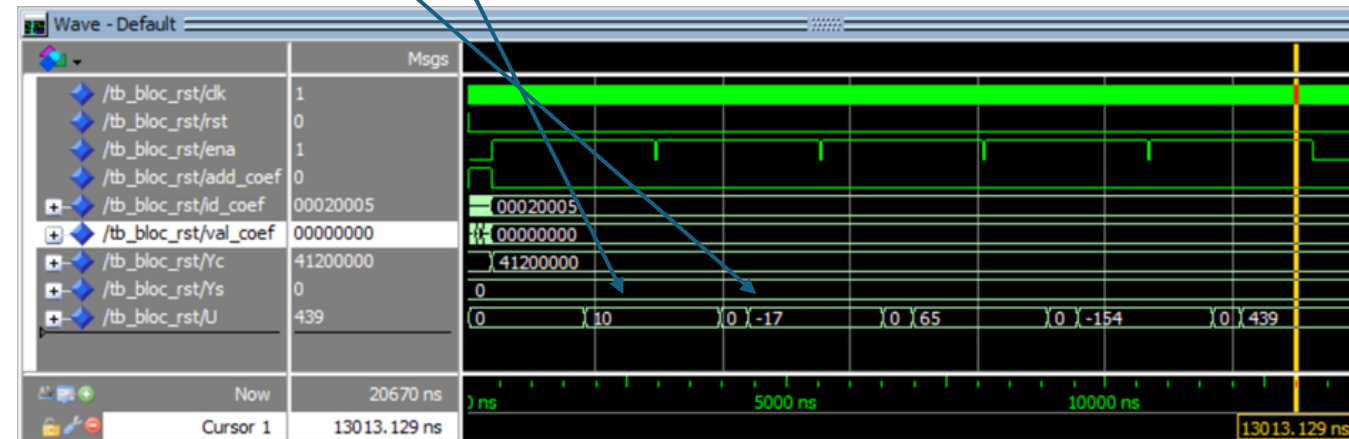 Wave - Default
Msgs
/tb_bloc_rst/clk 1
/tb_bloc_rst/rst 0
/tb_bloc_rst/ena 1
/tb_bloc_rst/add_coef 0
/tb_bloc_rst/id_coef 00020005 00020005
/tb_bloc_rst/val_coef 00000000 00000000
/tb_bloc_rst/Yc 41200000 41200000
/tb_bloc_rst/Ys 0 0
/tb_bloc_rst/U 439 0 10 0 -17 0 65 0 -154 0 439
Now 20670 ns ns 5000 ns 10000 ns
Cursor 1 13013.129 ns 13013.129 ns